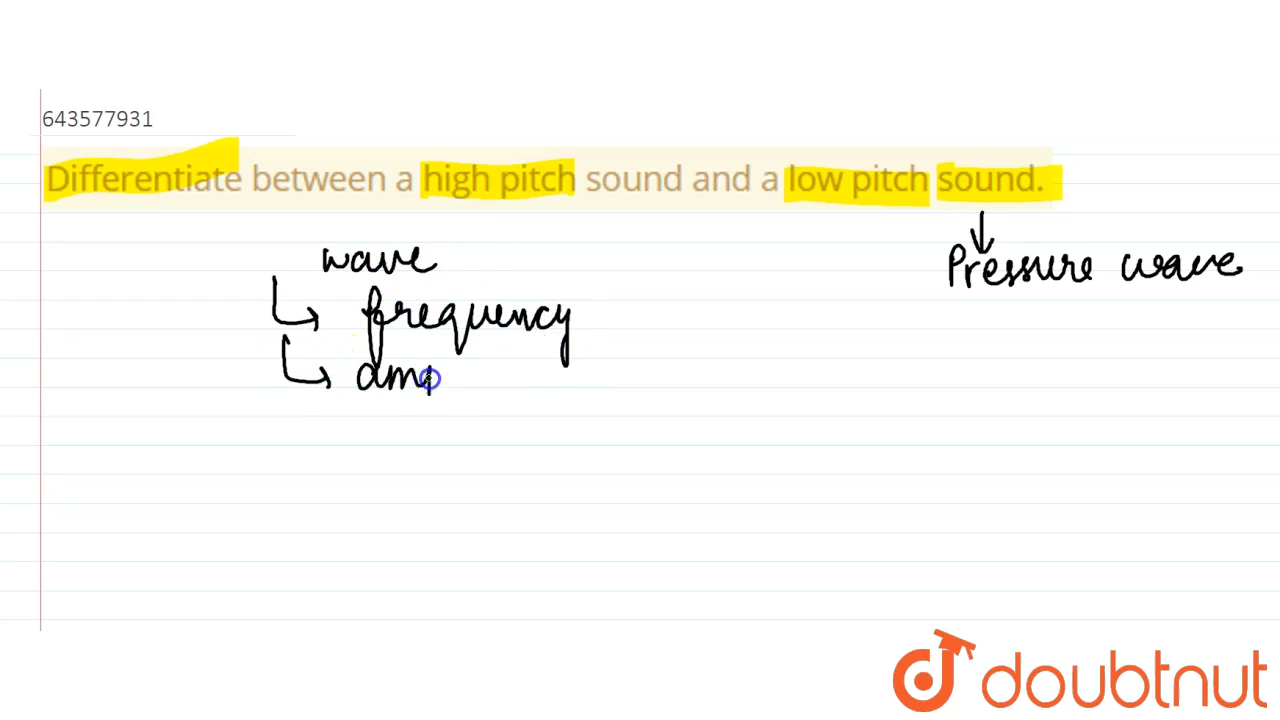 643577931
Differentiate between a high pitch sound and a low pitch sound.
wave
Pressure wave
frequency
amp
doubtnut